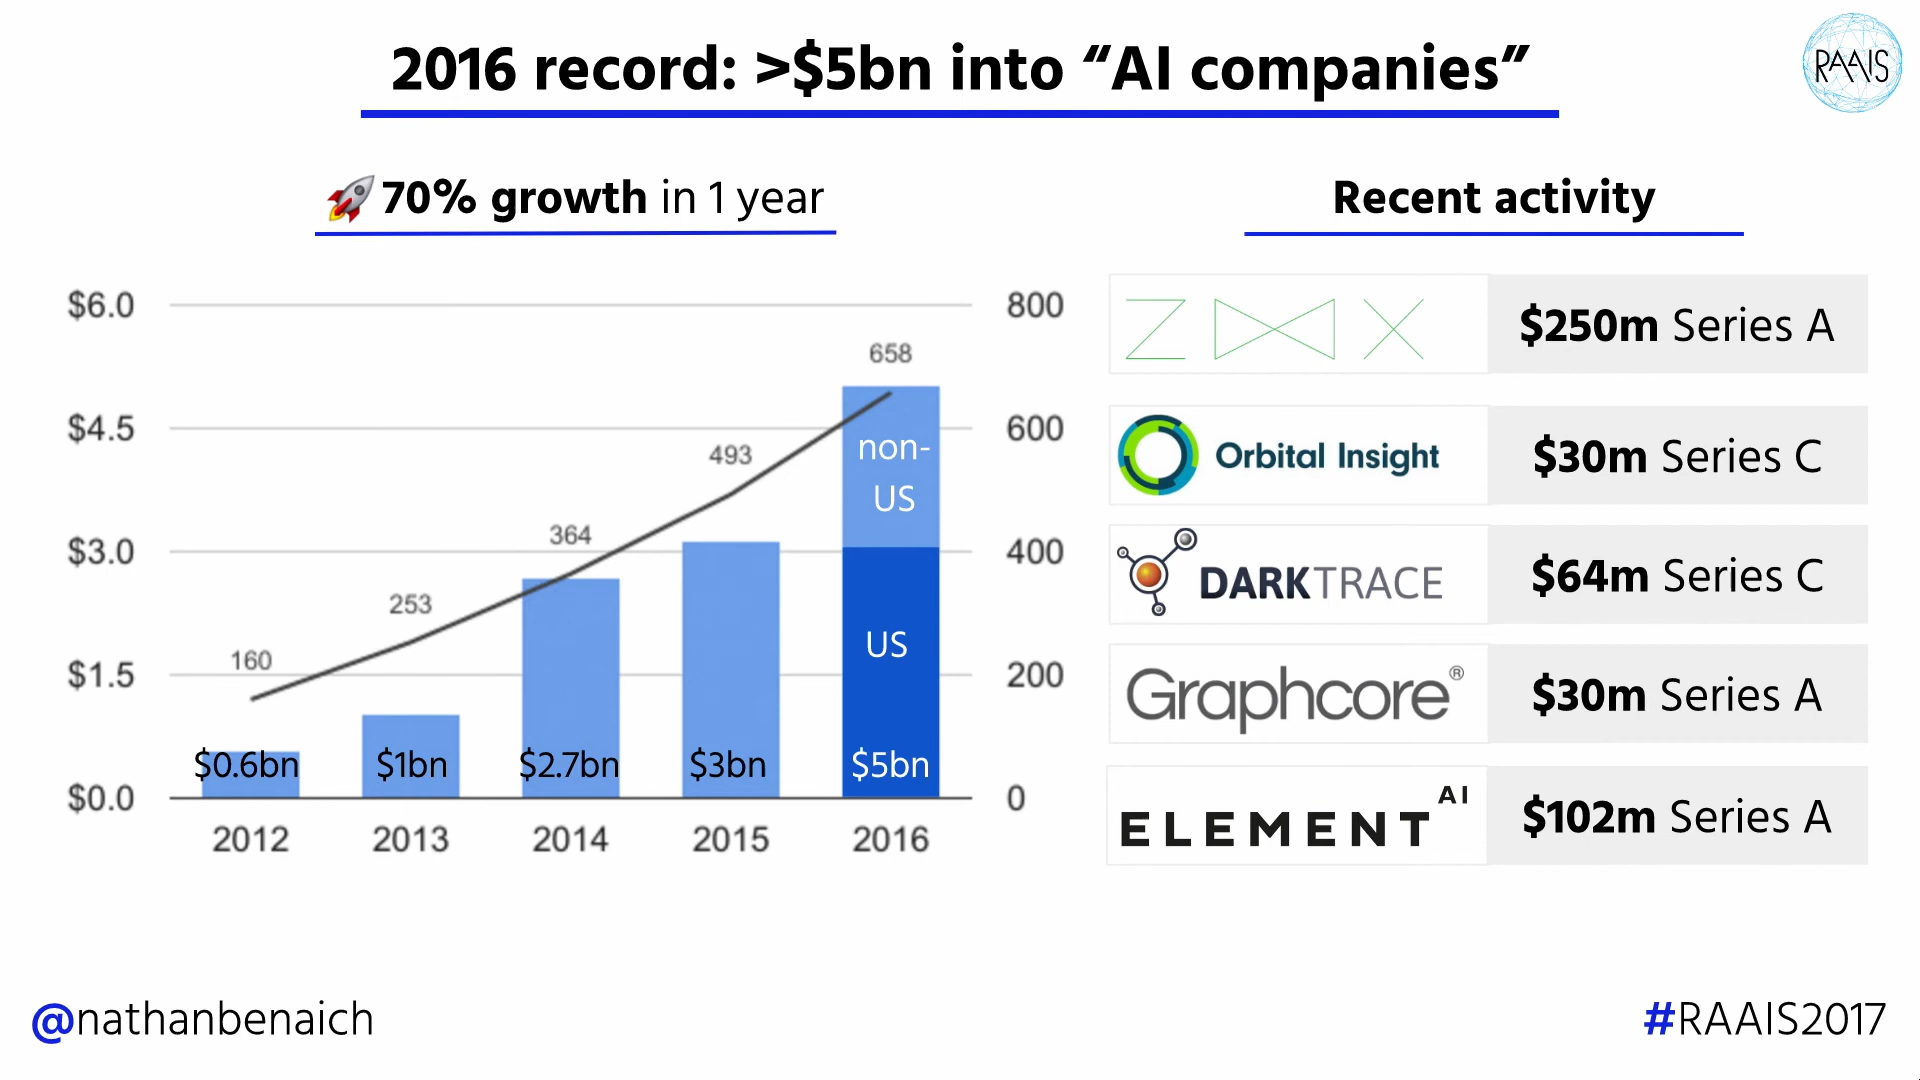 2016 record: >$5bn into “AI companies”
RAAIS
🚀 70% growth in 1 year
Recent activity
$6.0
$4.5
$3.0
$1.5
$0.0
800
600
400
200
0
160
253
364
493
658
non-
US
US
$0.6bn
$1bn
$2.7bn
$3bn
$5bn
2012
2013
2014
2015
2016
ZOOX
$250m Series A
Orbital Insight
$30m Series C
DARKTRACE
$64m Series C
Graphcore®
$30m Series A
ELEMENT AI
$102m Series A
@nathanbenaich
#RAAIS2017